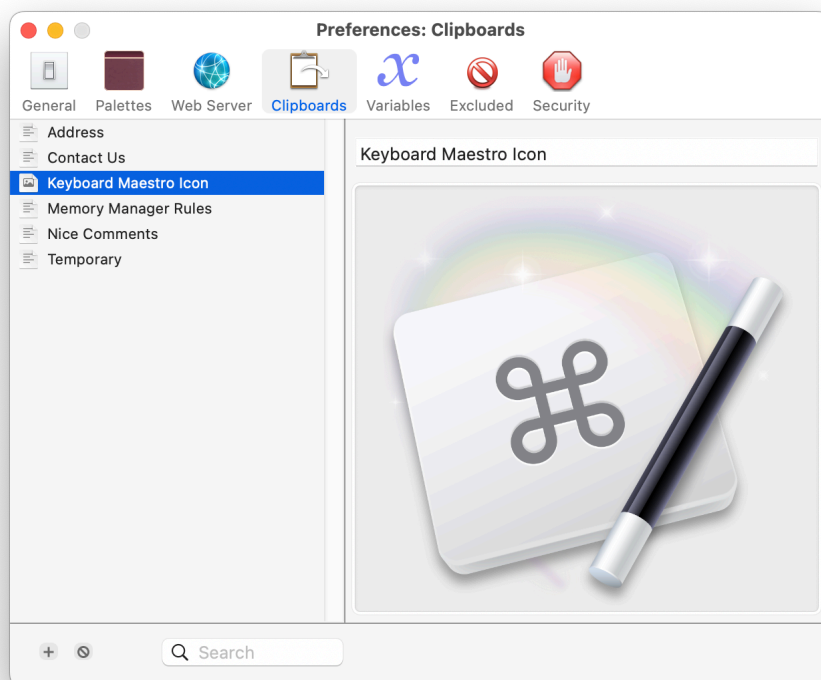 Preferences: Clipboards
General Palettes Web Server Clipboards Variables Excluded Security
Address
Contact Us
Keyboard Maestro Icon
Memory Manager Rules
Nice Comments
Temporary
Keyboard Maestro Icon
Search